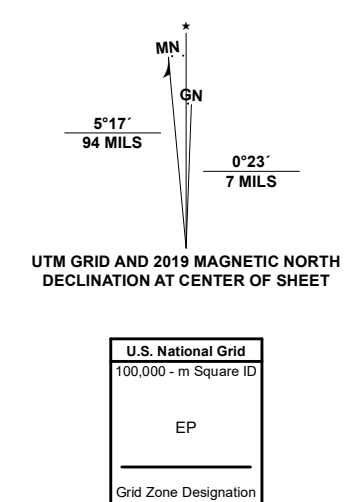 ★
MN
GN
5°17´
94 MILS
0°23´
7 MILS
UTM GRID AND 2019 MAGNETIC NORTH
DECLINATION AT CENTER OF SHEET
U.S. National Grid
100,000 - m Square ID
EP
Grid Zone Designation